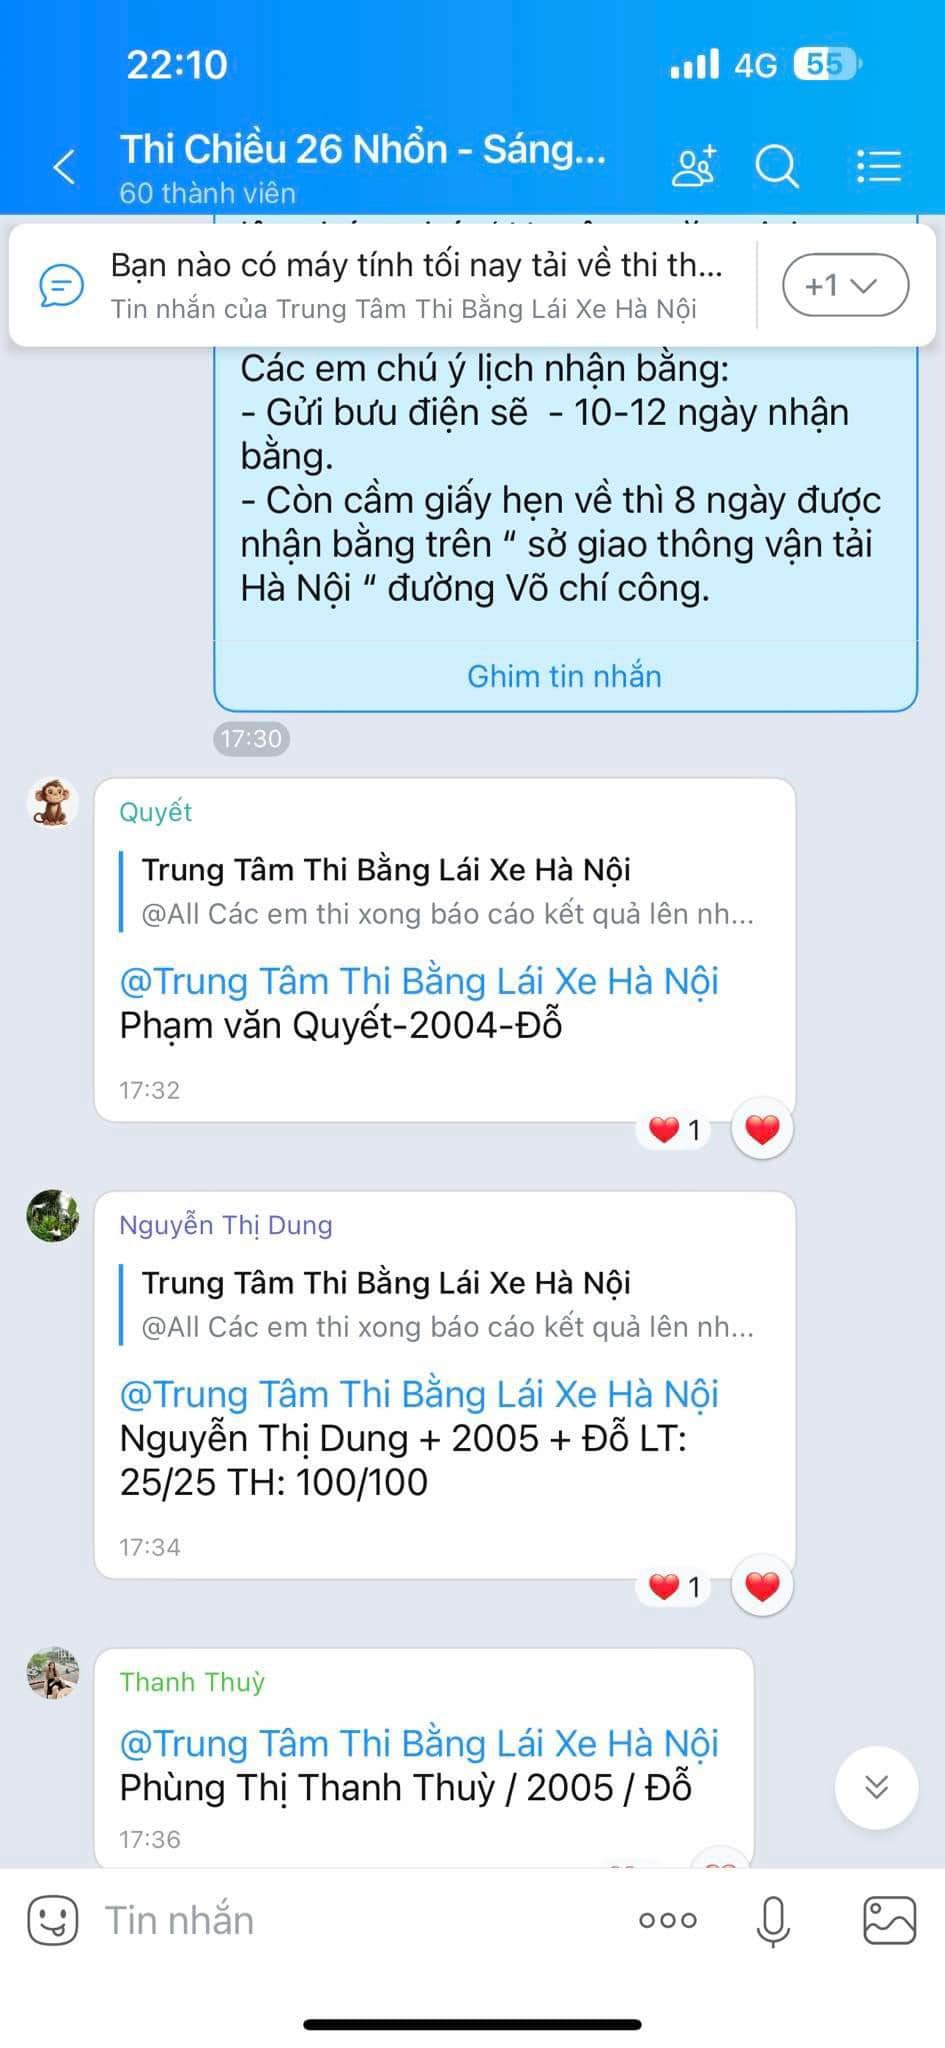 22:10
4G 55
Thi Chiều 26 Nhổn - Sáng...
60 thành viên
Bạn nào có máy tính tối nay tải về thi th...
Tin nhắn của Trung Tâm Thi Bằng Lái Xe Hà Nội
+1
Các em chú ý lịch nhận bằng:
- Gửi bưu điện sẽ - 10-12 ngày nhận
bằng.
- Còn cầm giấy hẹn về thì 8 ngày được
nhận bằng trên “ sở giao thông vận tải
Hà Nội “ đường Võ chí công.
Ghim tin nhắn
17:30
Quyết
Trung Tâm Thi Bằng Lái Xe Hà Nội
@All Các em thi xong báo cáo kết quả lên nh...
@Trung Tâm Thi Bằng Lái Xe Hà Nội
Phạm văn Quyết-2004-Đỗ
17:32
1
Nguyễn Thị Dung
Trung Tâm Thi Bằng Lái Xe Hà Nội
@All Các em thi xong báo cáo kết quả lên nh...
@Trung Tâm Thi Bằng Lái Xe Hà Nội
Nguyễn Thị Dung + 2005 + Đỗ LT:
25/25 TH: 100/100
17:34
1
Thanh Thuỳ
@Trung Tâm Thi Bằng Lái Xe Hà Nội
Phùng Thị Thanh Thuỳ / 2005 / Đỗ
17:36
Tin nhắn